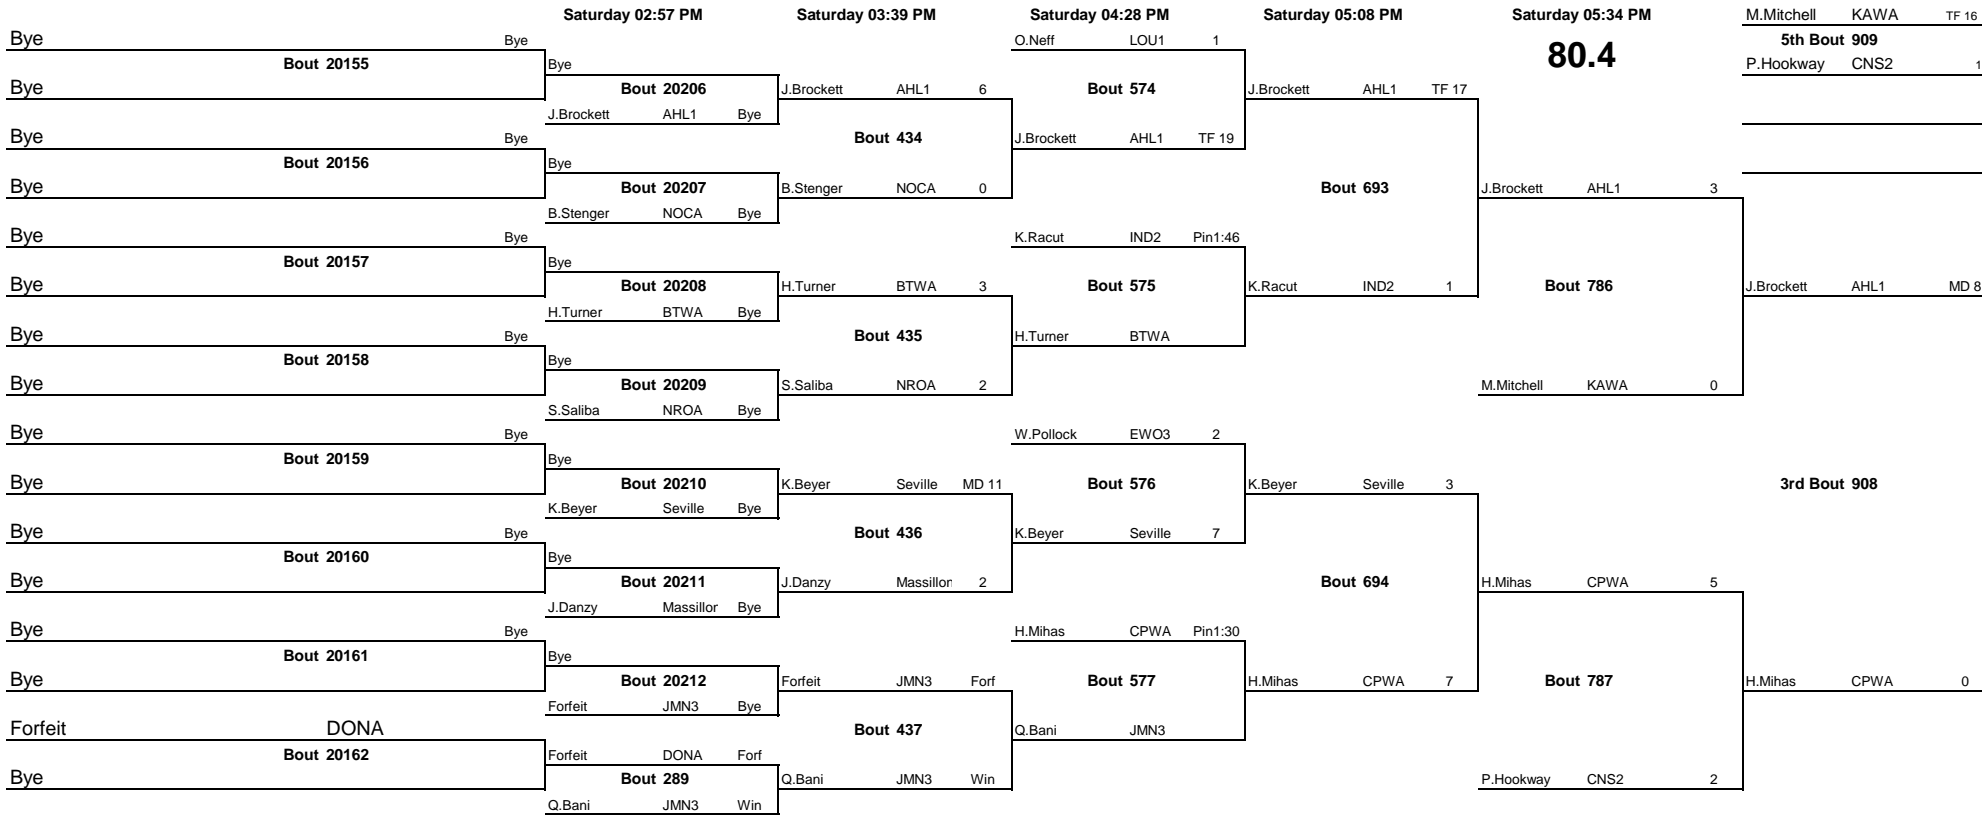 Saturday 02:57 PM Saturday 03:39 PM Saturday 04:28 PM Saturday 05:08 PM Saturday 05:34 PM M.Mitchell KAWA TF 16
Bye Bye O.Neff LOU1 1 80.4 5th Bout 909
Bout 20155 Bye P.Hookway CNS2 1
Bye Bout 20206 J.Brockett AHL1 6 Bout 574 J.Brockett AHL1 TF 17
J.Brockett AHL1 Bye
Bye Bye Bout 434 J.Brockett AHL1 TF 19
Bout 20156 Bye
Bye Bout 20207 B.Stenger NOCA 0 Bout 693 J.Brockett AHL1 3
B.Stenger NOCA Bye
Bye Bye K.Racut IND2 Pin1:46
Bout 20157 Bye
Bye Bout 20208 H.Turner BTWA 3 Bout 575 K.Racut IND2 1 Bout 786 J.Brockett AHL1 MD 8
H.Turner BTWA Bye
Bye Bye Bout 435 H.Turner BTWA
Bout 20158 Bye
Bye Bout 20209 S.Saliba NROA 2 M.Mitchell KAWA 0
S.Saliba NROA Bye
Bye Bye W.Pollock EWO3 2
Bout 20159 Bye
Bye Bout 20210 K.Beyer Seville MD 11 Bout 576 K.Beyer Seville 3 3rd Bout 908
K.Beyer Seville Bye
Bye Bye Bout 436 K.Beyer Seville 7
Bout 20160 Bye
Bye Bout 20211 J.Danzy Massillon 2 Bout 694 H.Mihas CPWA 5
J.Danzy Massillor Bye
Bye Bye H.Mihas CPWA Pin1:30
Bout 20161 Bye
Bye Bout 20212 Forfeit JMN3 Forf Bout 577 H.Mihas CPWA 7 Bout 787 H.Mihas CPWA 0
Forfeit JMN3 Bye
Forfeit DONA Bout 437 Q.Bani JMN3
Bout 20162 Forfeit DONA Forf
Bye Bout 289 Q.Bani JMN3 Win P.Hookway CNS2 2
Q.Bani JMN3 Win